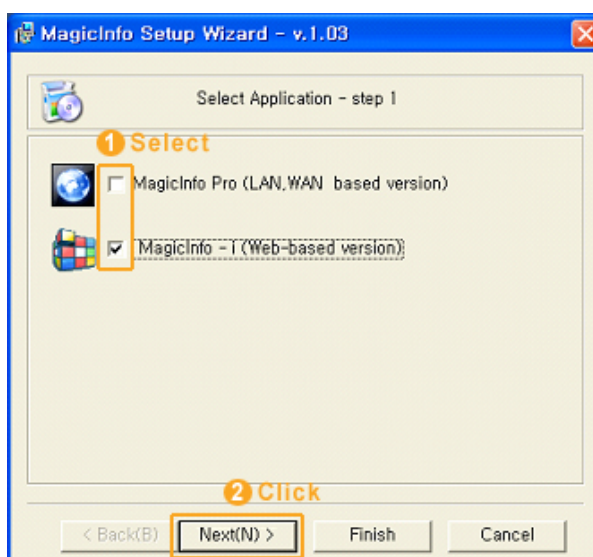 MagicInfo Setup Wizard - v.1.03
Select Application - step 1
1 Select
MagicInfo Pro (LAN,WAN based version)
MagicInfo - i (Web-based version)
2 Click
< Back(B) Next(N) > Finish Cancel